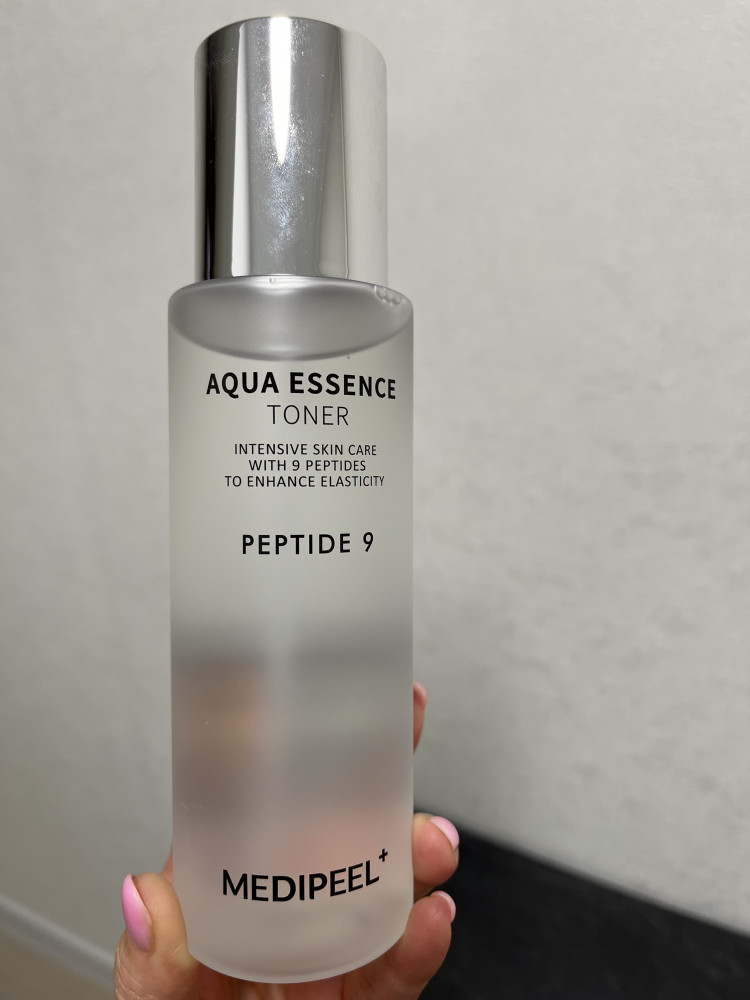 AQUA ESSENCE
TONER
INTENSIVE SKIN CARE
WITH 9 PEPTIDES
TO ENHANCE ELASTICITY
PEPTIDE 9
MEDIPEEL+